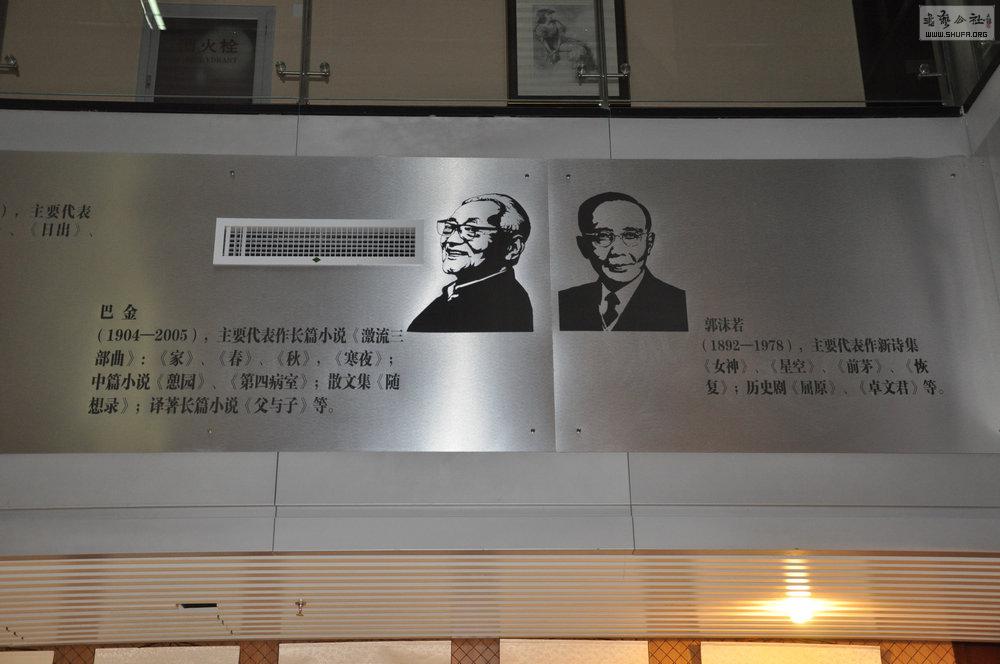 火栓
HYDRANT
公社
WWW.SHUFA.ORG
），主要代表
、《日出》、
巴金
（1904—2005），主要代表作长篇小说《激流三
部曲》：《家》、《春》、《秋》，《寒夜》；
中篇小说《憩园》、《第四病室》；散文集《随
想录》；译著长篇小说《父与子》等。
郭沫若
（1892—1978），主要代表作新诗集
《女神》、《星空》、《前茅》、《恢
复》；历史剧《屈原》、《卓文君》等。